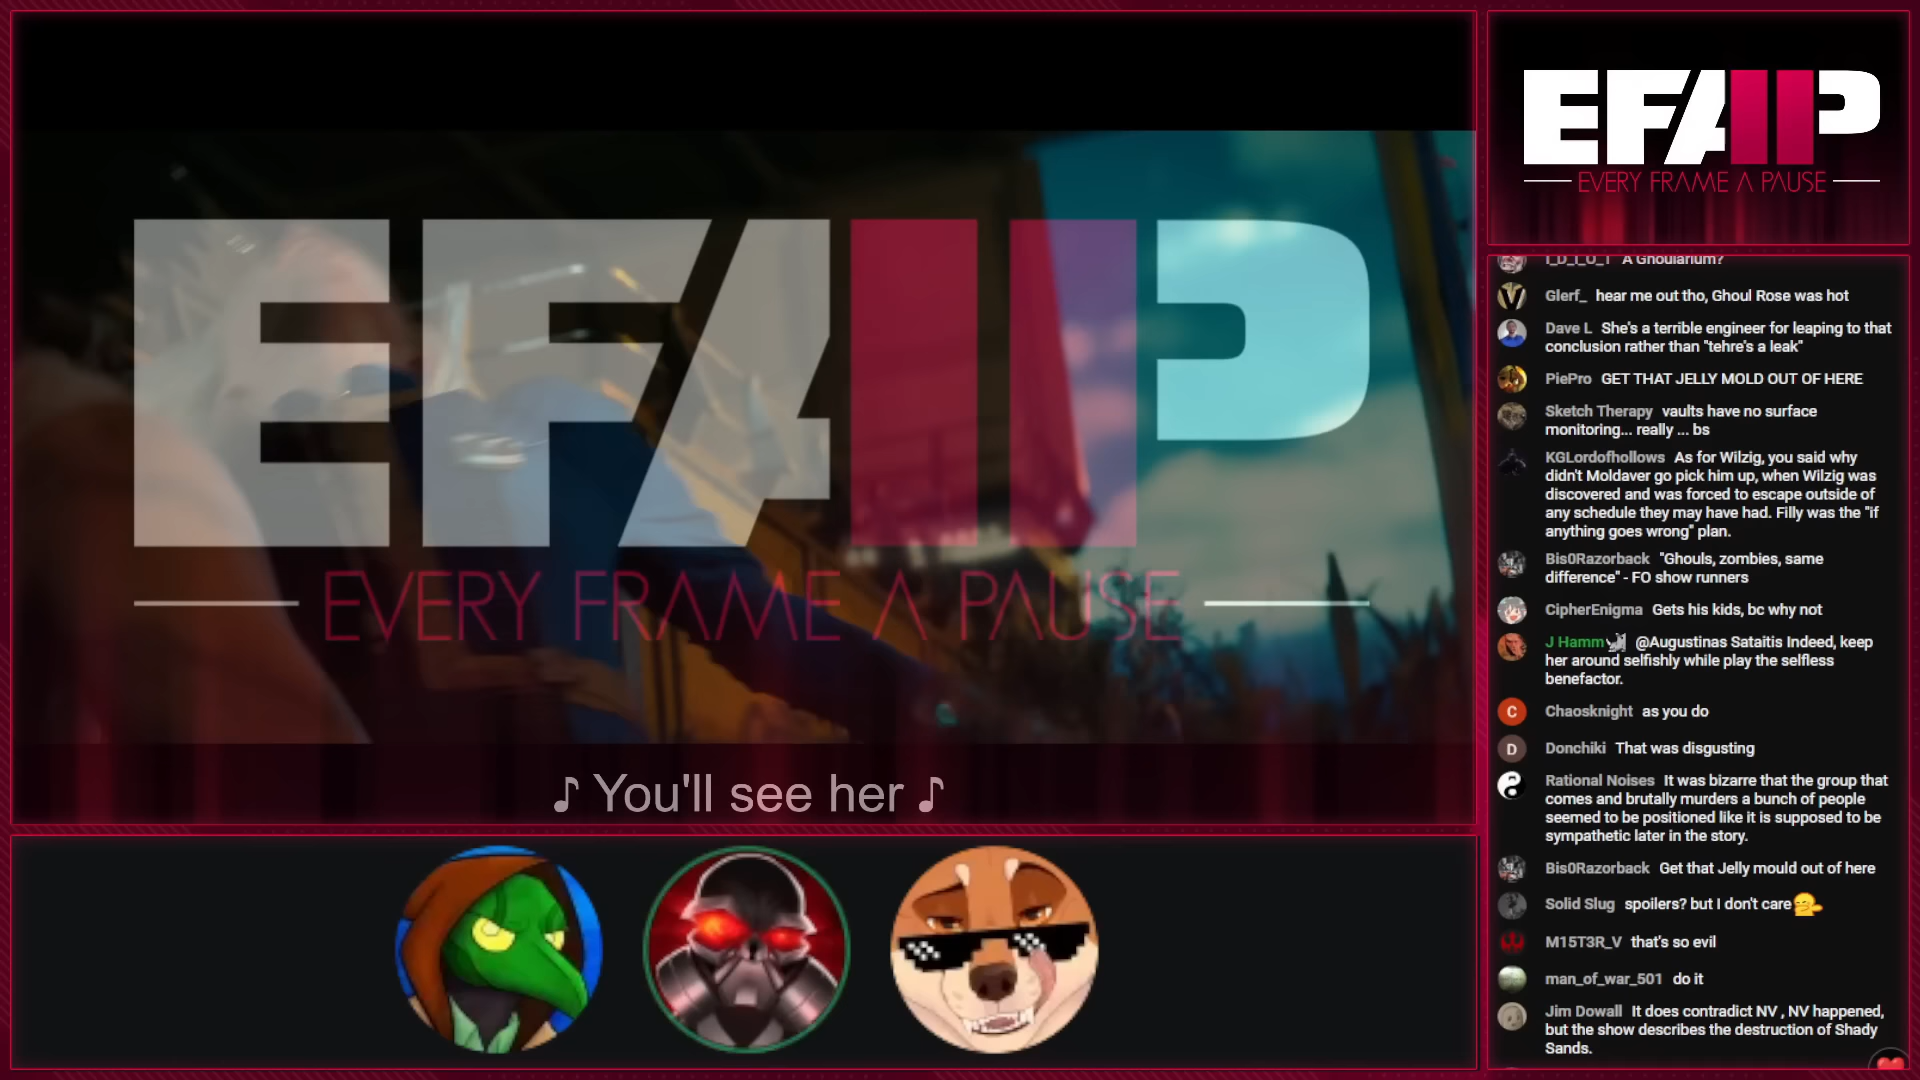 EFAP
EVERY FRAME A PAUSE
♪ You'll see her ♪
EFAP
EVERY FRAME A PAUSE
I_D_I_O_T A Ghoularium?
Glerf_ hear me out tho, Ghoul Rose was hot
Dave L She's a terrible engineer for leaping to that
conclusion rather than "tehre's a leak"
PiePro GET THAT JELLY MOLD OUT OF HERE
Sketch Therapy vaults have no surface
monitoring... really ... bs
KGLordofhollows As for Wilzig, you said why
didn't Moldaver go pick him up, when Wilzig was
discovered and was forced to escape outside of
any schedule they may have had. Filly was the "if
anything goes wrong" plan.
Bis0Razorback "Ghouls, zombies, same
difference" - FO show runners
CipherEnigma Gets his kids, bc why not
J Hamm @Augustinas Sataitis Indeed, keep
her around selfishly while play the selfless
benefactor.
C Chaosknight as you do
D Donchiki That was disgusting
Rational Noises It was bizarre that the group that
comes and brutally murders a bunch of people
seemed to be positioned like it is supposed to be
sympathetic later in the story.
Bis0Razorback Get that Jelly mould out of here
Solid Slug spoilers? but I don't care
M15T3R_V that's so evil
man_of_war_501 do it
Jim Dowall It does contradict NV , NV happened,
but the show describes the destruction of Shady
Sands.